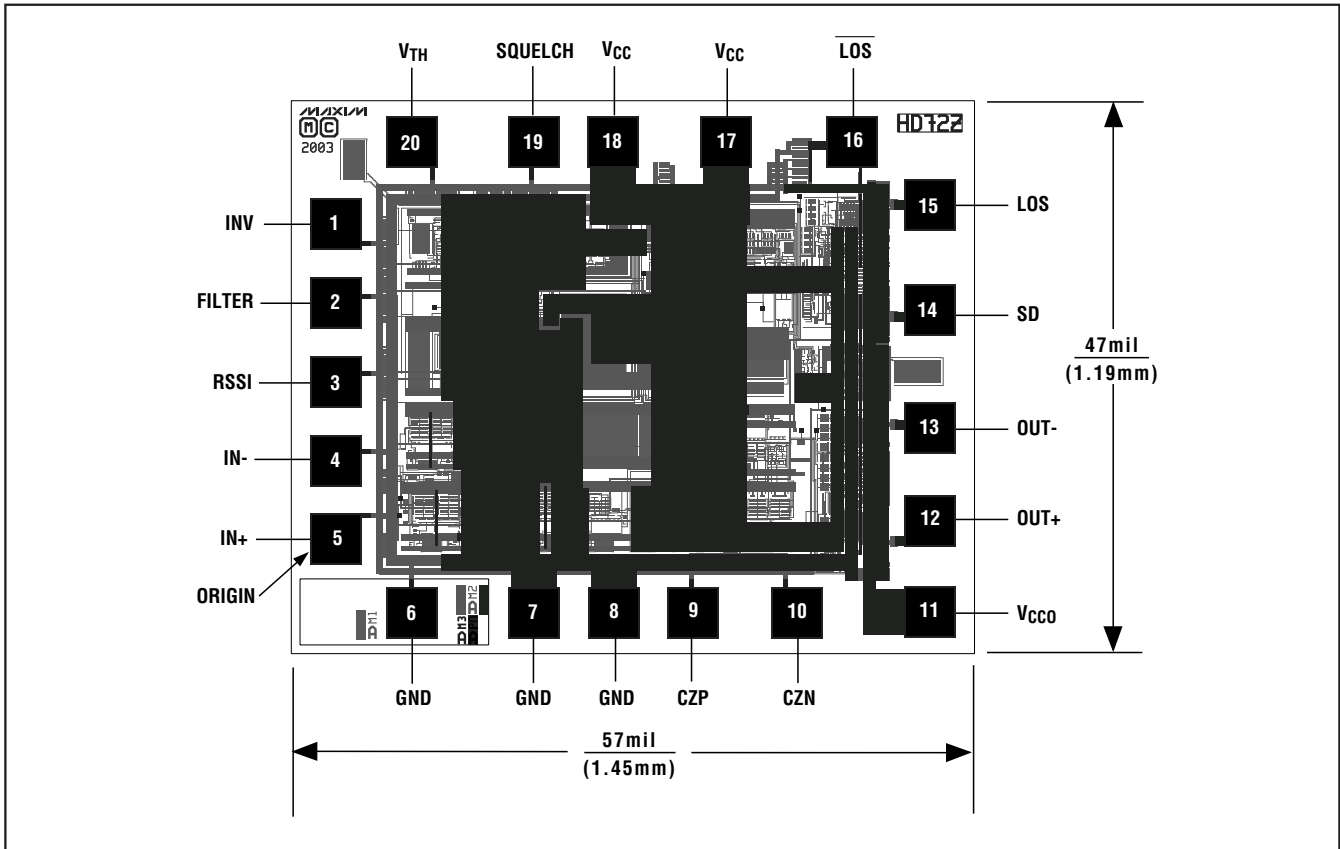 VTH SQUELCH VCC VCC LOS
MAXIM
M C
2003
HD72Z
20 19 18 17 16
INV 1 15 LOS
FILTER 2 14 SD
RSSI 3 13 OUT-
IN- 4 12 OUT+
IN+ 5 11 VCCO
ORIGIN
6 7 8 9 10
M1
M2
M3
GND GND GND CZP CZN
47mil
(1.19mm)
57mil
(1.45mm)